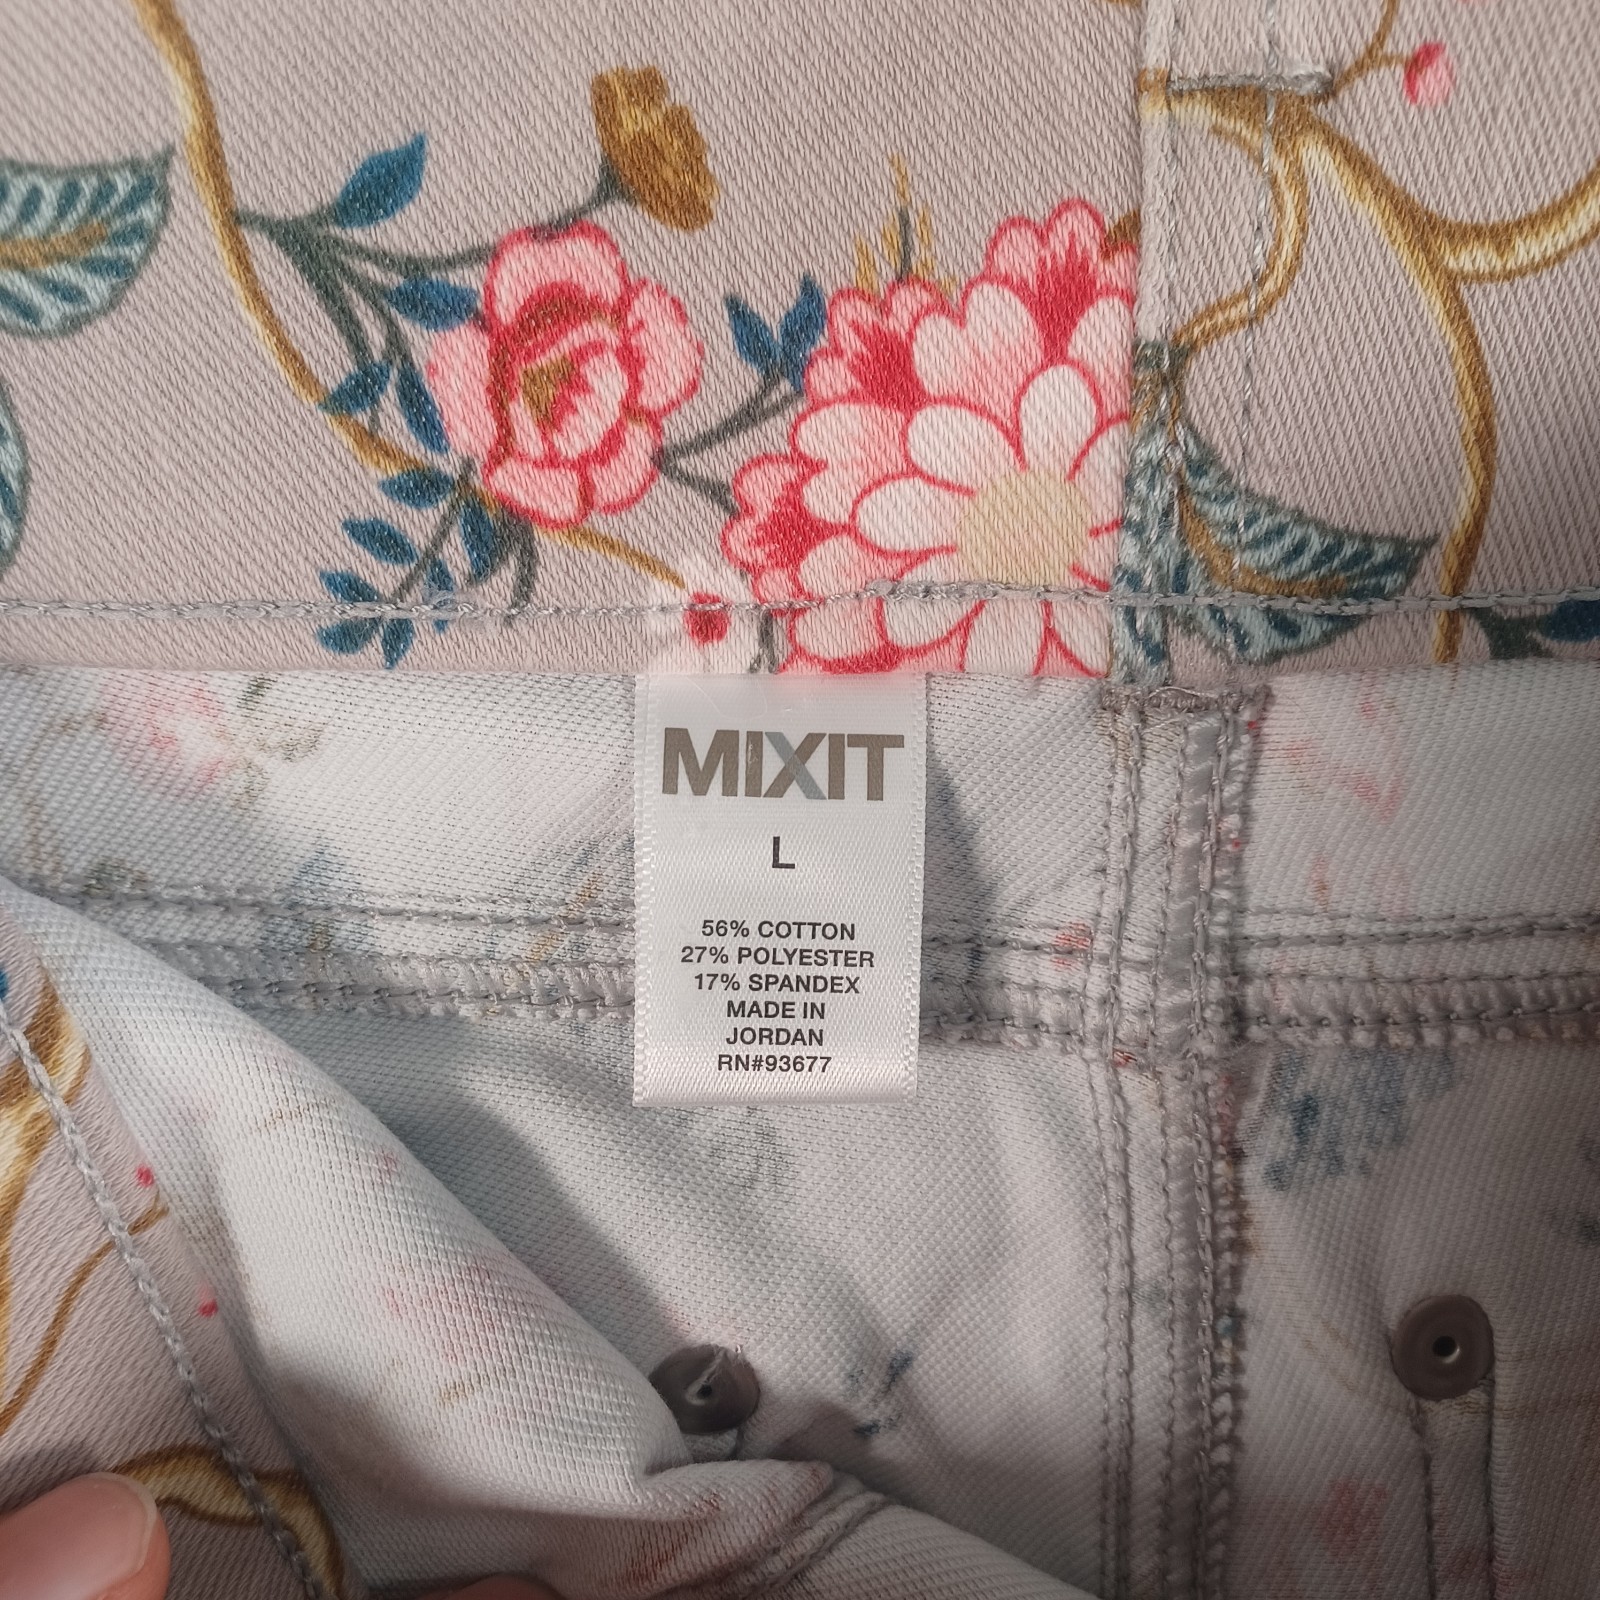 MIXIT
L
56% COTTON
27% POLYESTER
17% SPANDEX
MADE IN
JORDAN
RN#93677